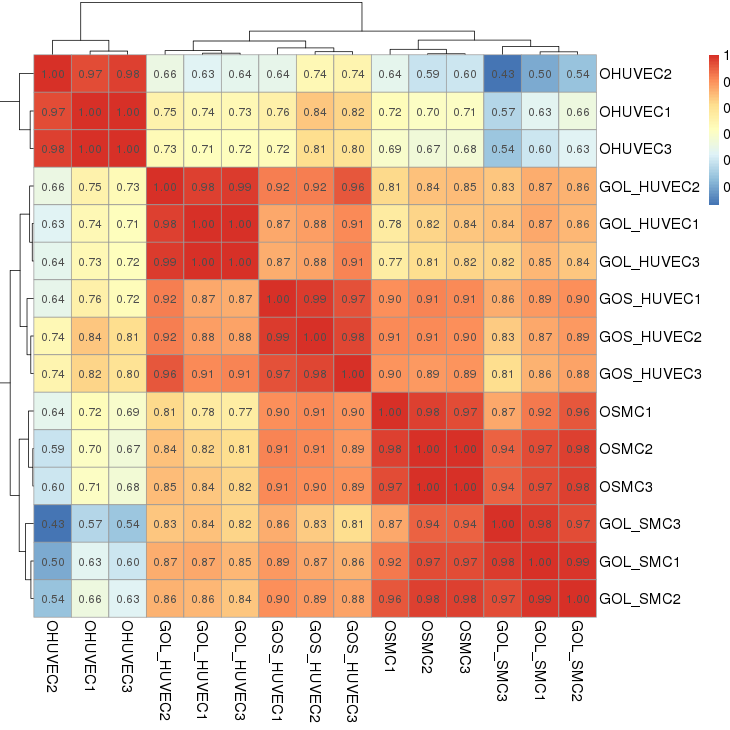 1
0
0
0
0
0
1.00 0.97 0.98 0.66 0.63 0.64 0.64 0.74 0.74 0.64 0.59 0.60 0.43 0.50 0.54 OHUVEC2
0.97 1.00 1.00 0.75 0.74 0.73 0.76 0.84 0.82 0.72 0.70 0.71 0.57 0.63 0.66 OHUVEC1
0.98 1.00 1.00 0.73 0.71 0.72 0.72 0.81 0.80 0.69 0.67 0.68 0.54 0.60 0.63 OHUVEC3
0.66 0.75 0.73 1.00 0.98 0.99 0.92 0.92 0.96 0.81 0.84 0.85 0.83 0.87 0.86 GOL_HUVEC2
0.63 0.74 0.71 0.98 1.00 1.00 0.87 0.88 0.91 0.78 0.82 0.84 0.84 0.87 0.86 GOL_HUVEC1
0.64 0.73 0.72 0.99 1.00 1.00 0.87 0.88 0.91 0.77 0.81 0.82 0.82 0.85 0.84 GOL_HUVEC3
0.64 0.76 0.72 0.92 0.87 0.87 1.00 0.99 0.97 0.90 0.91 0.91 0.86 0.89 0.90 GOS_HUVEC1
0.74 0.84 0.81 0.92 0.88 0.88 0.99 1.00 0.98 0.91 0.91 0.90 0.83 0.87 0.89 GOS_HUVEC2
0.74 0.82 0.80 0.96 0.91 0.91 0.97 0.98 1.00 0.90 0.89 0.89 0.81 0.86 0.88 GOS_HUVEC3
0.64 0.72 0.69 0.81 0.78 0.77 0.90 0.91 0.90 1.00 0.98 0.97 0.87 0.92 0.96 OSMC1
0.59 0.70 0.67 0.84 0.82 0.81 0.91 0.91 0.89 0.98 1.00 1.00 0.94 0.97 0.98 OSMC2
0.60 0.71 0.68 0.85 0.84 0.82 0.91 0.90 0.89 0.97 1.00 1.00 0.94 0.97 0.98 OSMC3
0.43 0.57 0.54 0.83 0.84 0.82 0.86 0.83 0.81 0.87 0.94 0.94 1.00 0.98 0.97 GOL_SMC3
0.50 0.63 0.60 0.87 0.87 0.85 0.89 0.87 0.86 0.92 0.97 0.97 0.98 1.00 0.99 GOL_SMC1
0.54 0.66 0.63 0.86 0.86 0.84 0.90 0.89 0.88 0.96 0.98 0.98 0.97 0.99 1.00 GOL_SMC2
OHUVEC2
OHUVEC1
OHUVEC3
GOL_HUVEC2
GOL_HUVEC1
GOL_HUVEC3
GOS_HUVEC1
GOS_HUVEC2
GOS_HUVEC3
OSMC1
OSMC2
OSMC3
GOL_SMC3
GOL_SMC1
GOL_SMC2